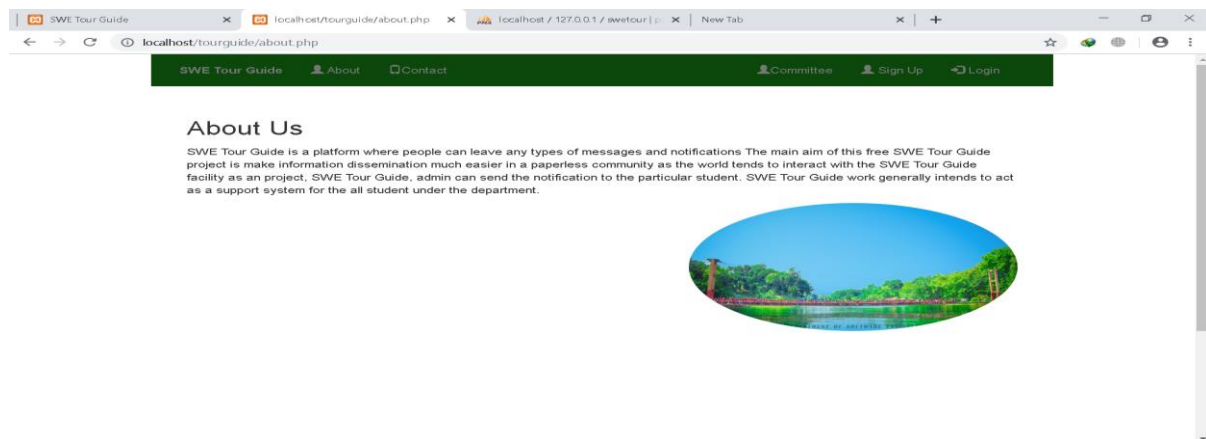 SWE Tour Guide localhost/tourguide/about.php localhost / 127.0.0.1 / swetour | p New Tab
localhost/tourguide/about.php
SWE Tour Guide About Contact Committee Sign Up Login
About Us
SWE Tour Guide is a platform where people can leave any types of messages and notifications The main aim of this free SWE Tour Guide
project is make information dissemination much easier in a paperless community as the world tends to interact with the SWE Tour Guide
facility as an project, SWE Tour Guide, admin can send the notification to the particular student. SWE Tour Guide work generally intends to act
as a support system for the all student under the department.